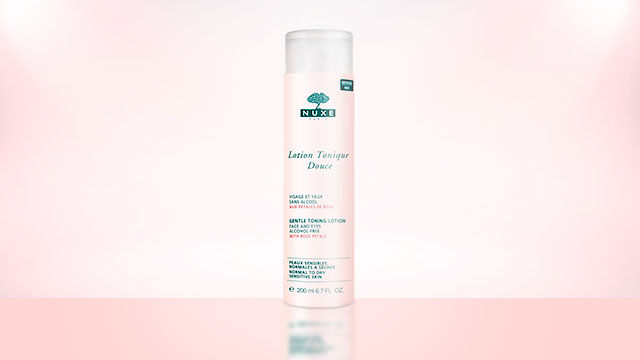 NUXE
PARIS
Lotion Tonique
Douce
VISAGE ET YEUX
SANS ALCOOL
AUX PÉTALES DE ROSE
GENTLE TONING LOTION
FACE AND EYES
ALCOHOL-FREE
WITH ROSE PETALS
PEAUX SENSIBLES,
NORMALES À SÈCHES
NORMAL TO DRY
SENSITIVE SKIN
℮ 200 ml 6.7 FL. OZ.